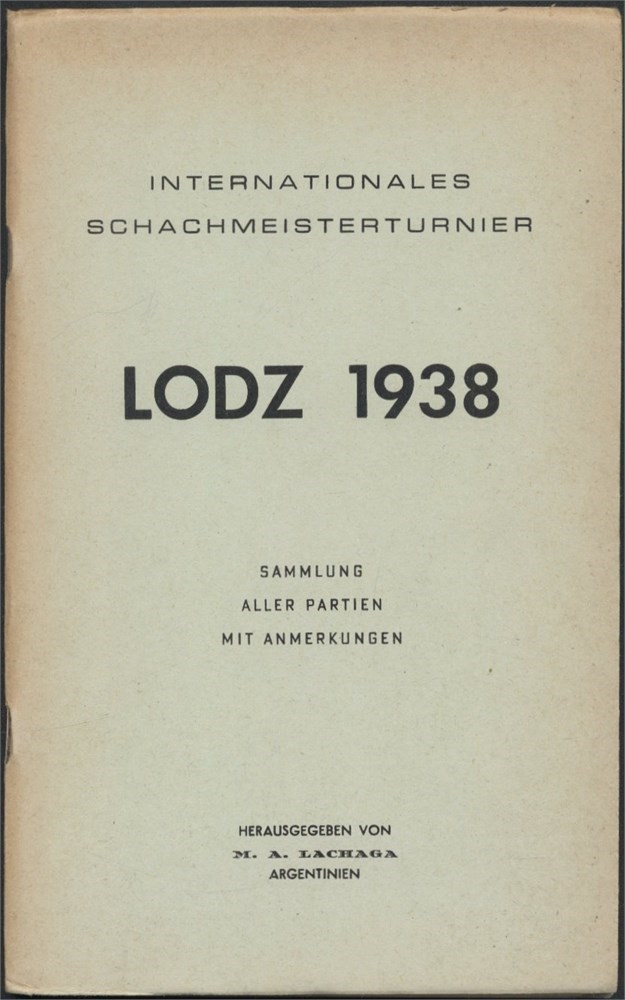 INTERNATIONALES
SCHACHMEISTERTURNIER
LODZ 1938
SAMMLUNG
ALLER PARTIEN
MIT ANMERKUNGEN
HERAUSGEGEBEN VON
M. A. LACHAGA
ARGENTINIEN